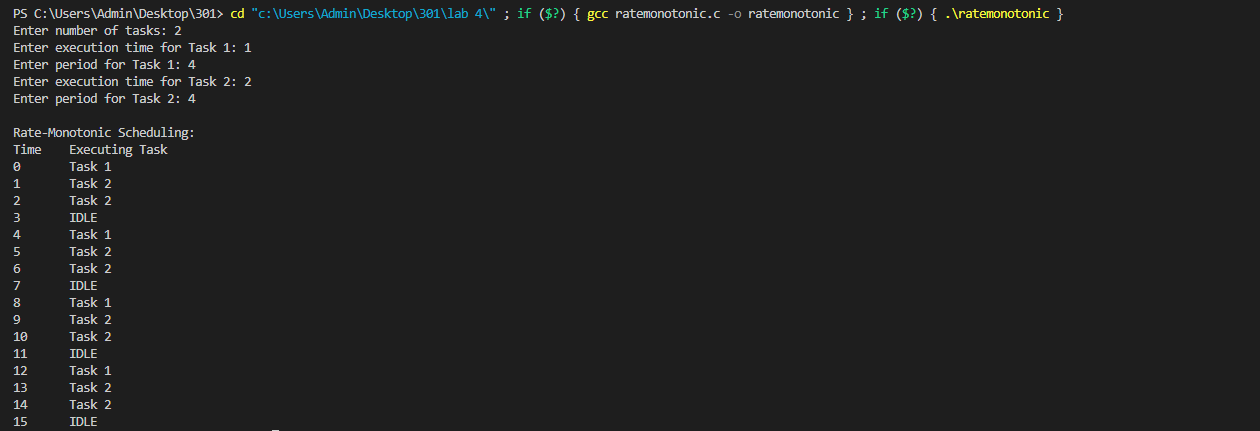 PS C:\Users\Admin\Desktop\301> cd "c:\Users\Admin\Desktop\301\lab 4\" ; if ($?) { gcc ratemonotonic.c -o ratemonotonic } ; if ($?) { .\ratemonotonic }
Enter number of tasks: 2
Enter execution time for Task 1: 1
Enter period for Task 1: 4
Enter execution time for Task 2: 2
Enter period for Task 2: 4
Rate-Monotonic Scheduling:
Time Executing Task
0 Task 1
1 Task 2
2 Task 2
3 IDLE
4 Task 1
5 Task 2
6 Task 2
7 IDLE
8 Task 1
9 Task 2
10 Task 2
11 IDLE
12 Task 1
13 Task 2
14 Task 2
15 IDLE